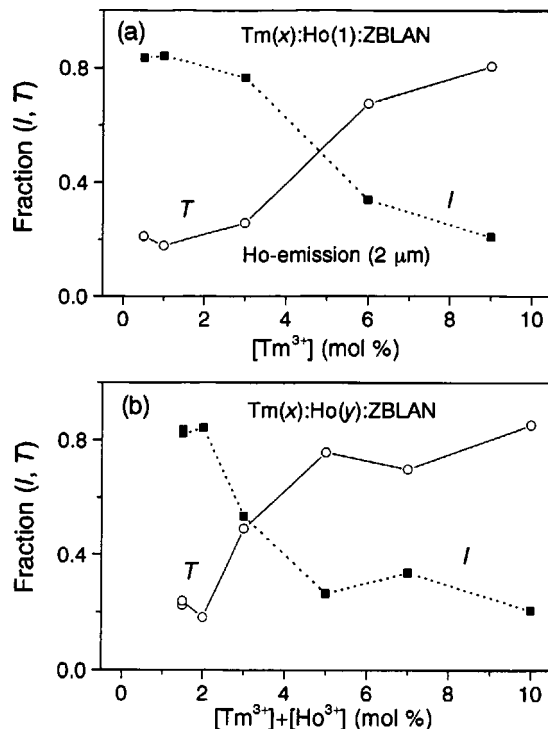 (a) Tm(x):Ho(1):ZBLAN
0.8
Fraction (I, T)
0.4
T
I
Ho-emission (2 μm)
0.0
0 2 4 6 8 10
[Tm³⁺] (mol %)
(b) Tm(x):Ho(y):ZBLAN
0.8
Fraction (I, T)
T
I
0.4
0.0
0 2 4 6 8 10
[Tm³⁺]+[Ho³⁺] (mol %)